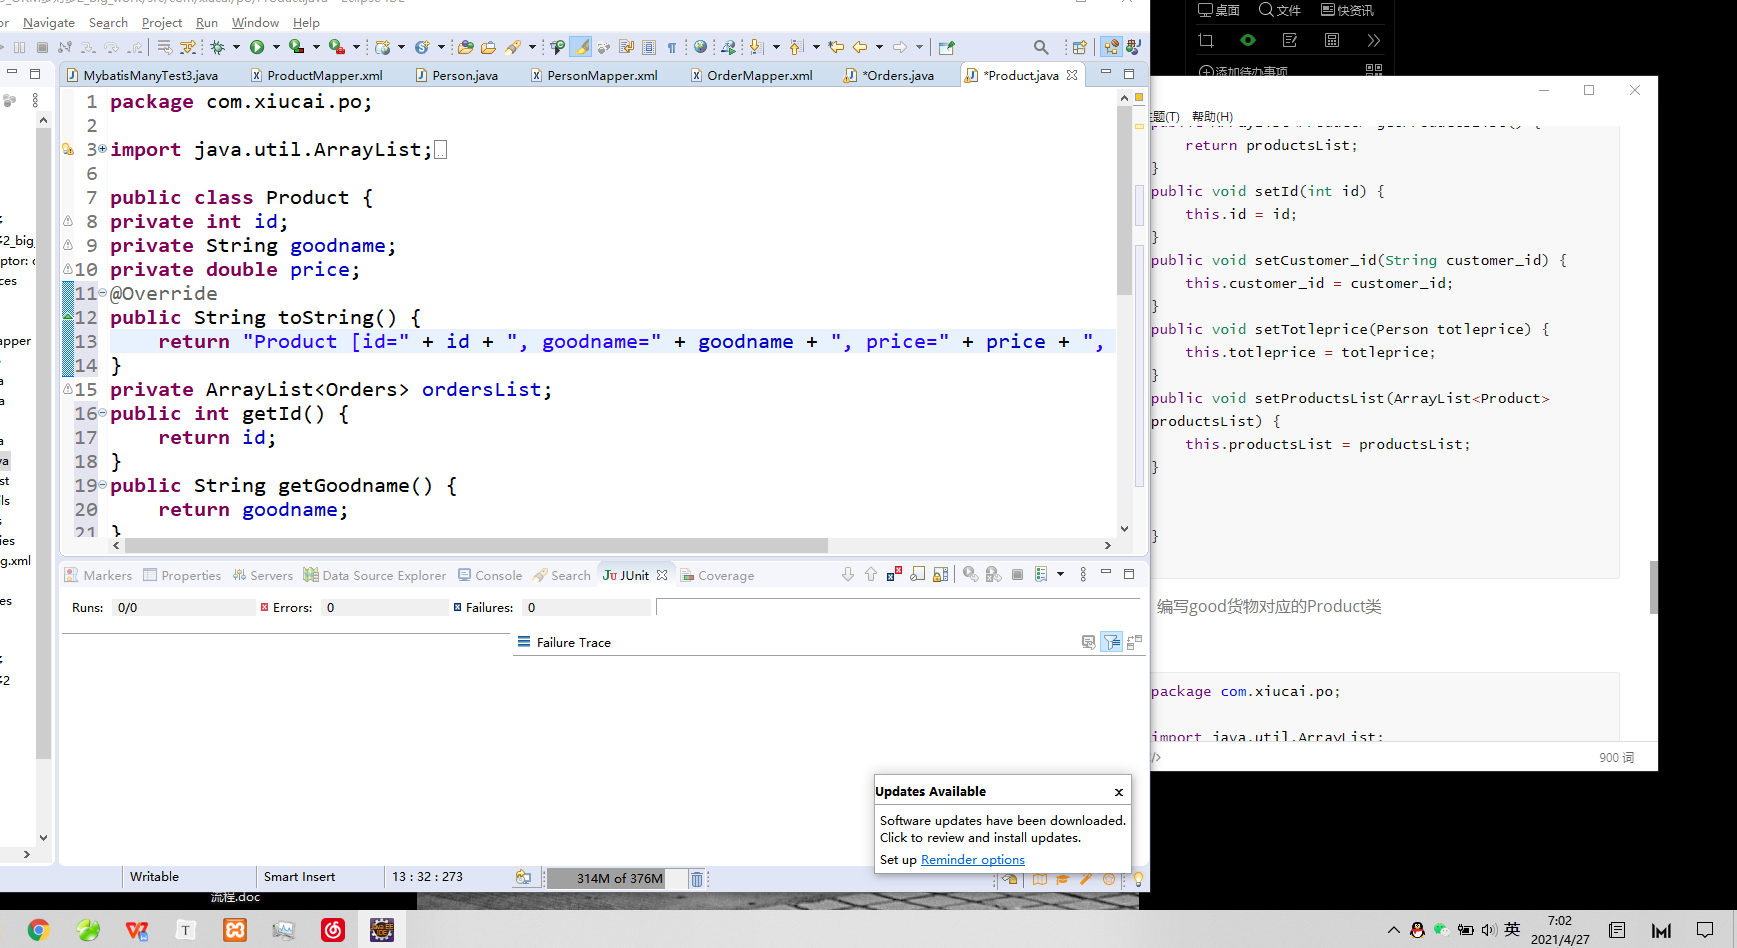 Navigate Search Project Run Window Help
MybatisManyTest3.java ProductMapper.xml Person.java PersonMapper.xml OrderMapper.xml *Orders.java *Product.java
1 package com.xiucai.po;
2
3 import java.util.ArrayList;
6
7 public class Product {
8 private int id;
9 private String goodname;
10 private double price;
11 @Override
12 public String toString() {
13 return "Product [id=" + id + ", goodname=" + goodname + ", price=" + price + ",
14 }
15 private ArrayList<Orders> ordersList;
16 public int getId() {
17 return id;
18 }
19 public String getGoodname() {
20 return goodname;
21 }
Markers Properties Servers Data Source Explorer Console Search JUnit Coverage
Runs: 0/0 Errors: 0 Failures: 0
Failure Trace
Updates Available
Software updates have been downloaded.
Click to review and install updates.
Set up Reminder options
Writable Smart Insert 13 : 32 : 273 314M of 376M
2_big_
ptor: c
ces
apper
a
a
a
va
st
ls
ies
g.xml
es
2
桌面 文件 快资讯
添加待办事项
题(T) 帮助(H)
return productsList;
}
public void setId(int id) {
this.id = id;
}
public void setCustomer_id(String customer_id) {
this.customer_id = customer_id;
}
public void setTotleprice(Person totleprice) {
this.totleprice = totleprice;
}
public void setProductsList(ArrayList<Product>
productsList) {
this.productsList = productsList;
}
}
编写good货物对应的Product类
package com.xiucai.po;
import java.util.ArrayList;
</> 900 词
流程.doc
英 7:02
2021/4/27